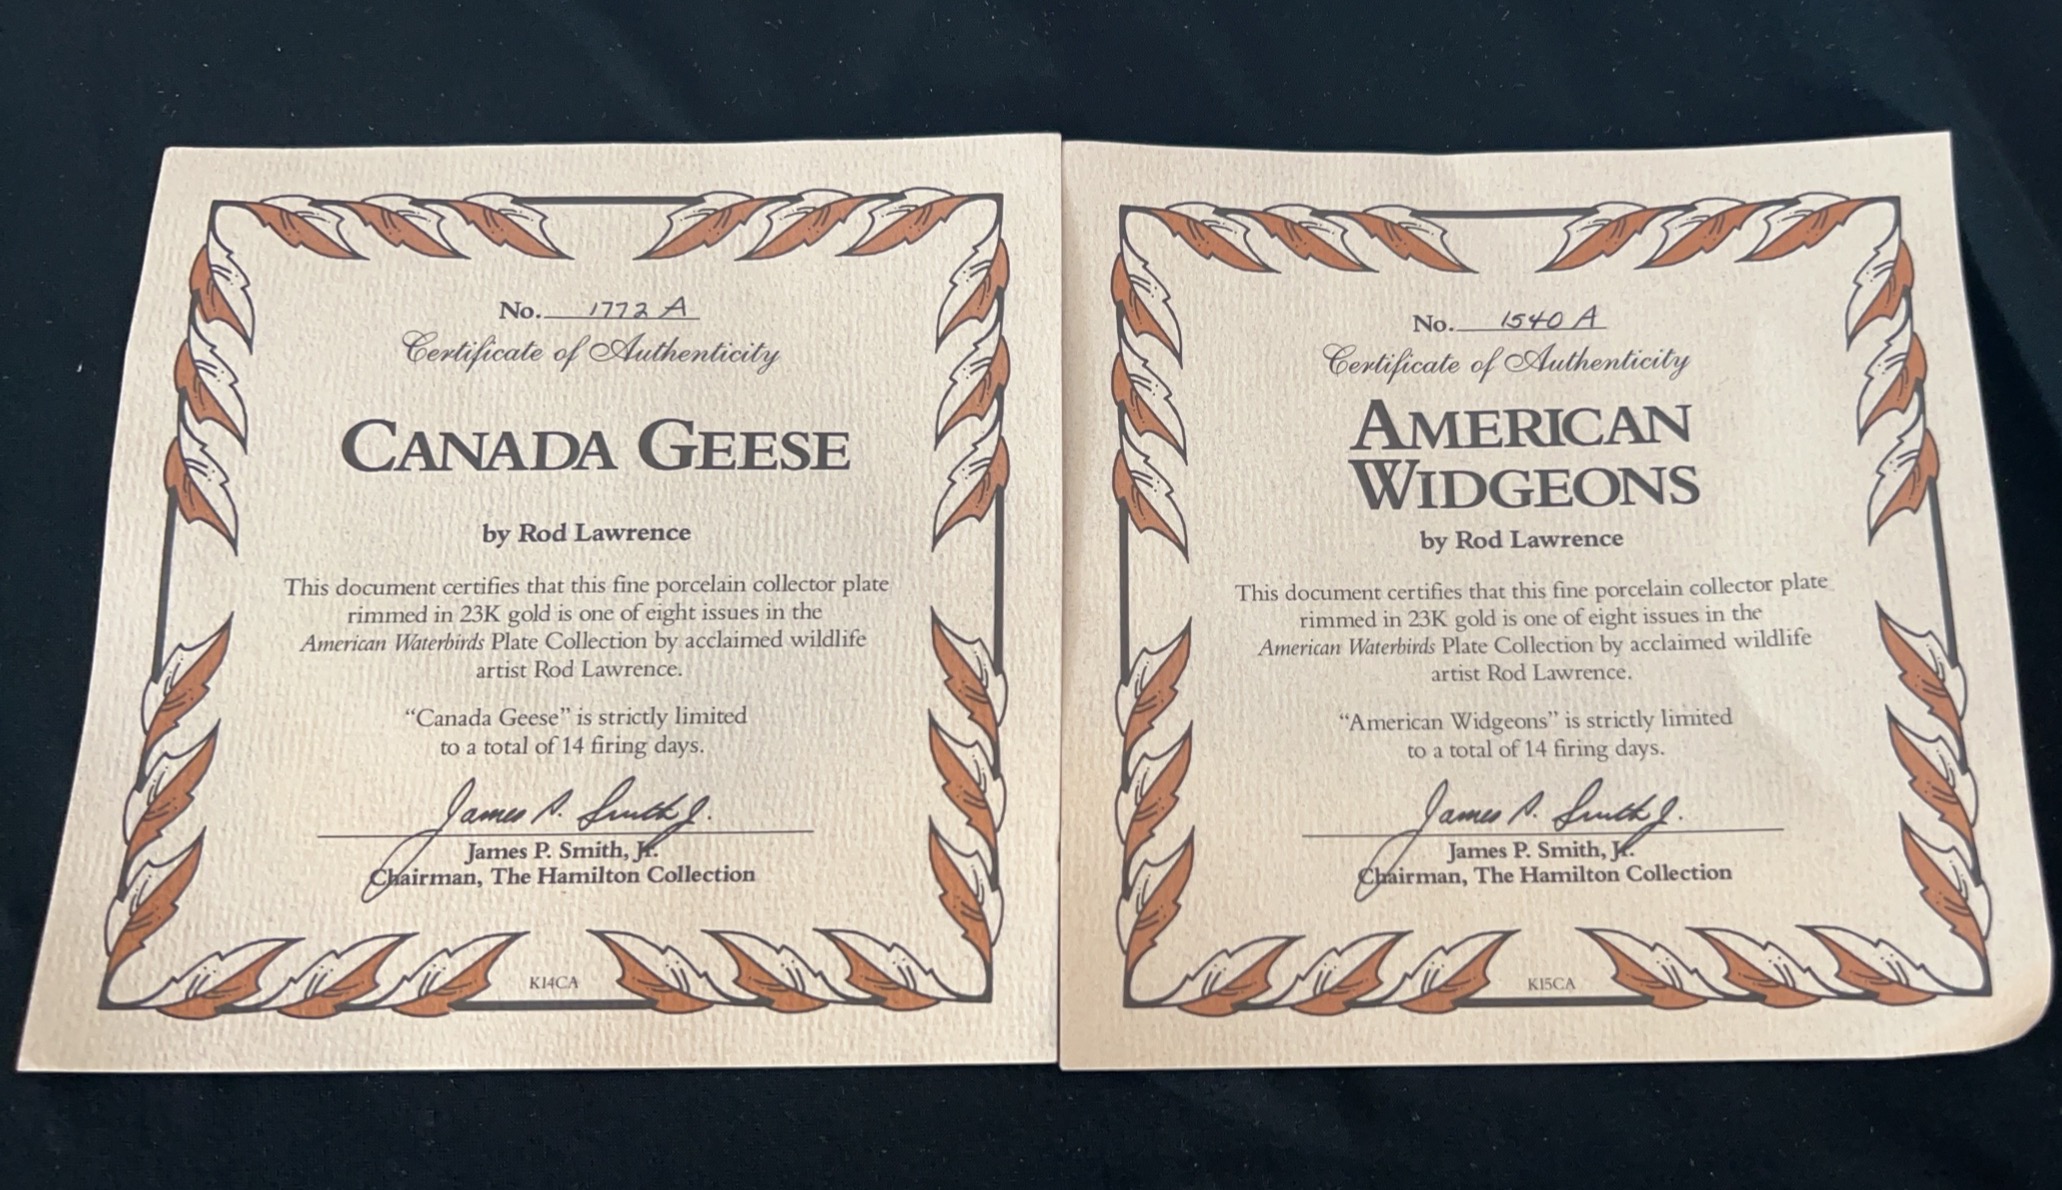 No. 1772 A
Certificate of Authenticity
CANADA GEESE
by Rod Lawrence
This document certifies that this fine porcelain collector plate
rimmed in 23K gold is one of eight issues in the
American Waterbirds Plate Collection by acclaimed wildlife
artist Rod Lawrence.
“Canada Geese” is strictly limited
to a total of 14 firing days.
James P. Smith Jr.
James P. Smith, Jr.
Chairman, The Hamilton Collection
K14CA
No. 1540 A
Certificate of Authenticity
AMERICAN
WIDGEONS
by Rod Lawrence
This document certifies that this fine porcelain collector plate
rimmed in 23K gold is one of eight issues in the
American Waterbirds Plate Collection by acclaimed wildlife
artist Rod Lawrence.
“American Widgeons” is strictly limited
to a total of 14 firing days.
James P. Smith Jr.
James P. Smith, Jr.
Chairman, The Hamilton Collection
K15CA